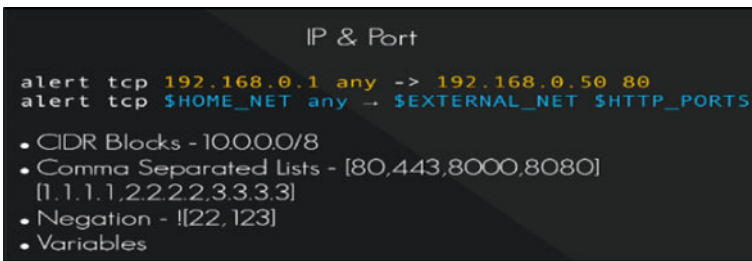 IP & Port
alert tcp 192.168.0.1 any -> 192.168.0.50 80
alert tcp $HOME_NET any → $EXTERNAL_NET $HTTP_PORTS
• CIDR Blocks - 10.0.0.0/8
• Comma Separated Lists - [80,443,8000,8080]
[1.1.1.1,2.2.2.2,3.3.3.3]
• Negation - ![22, 123]
• Variables